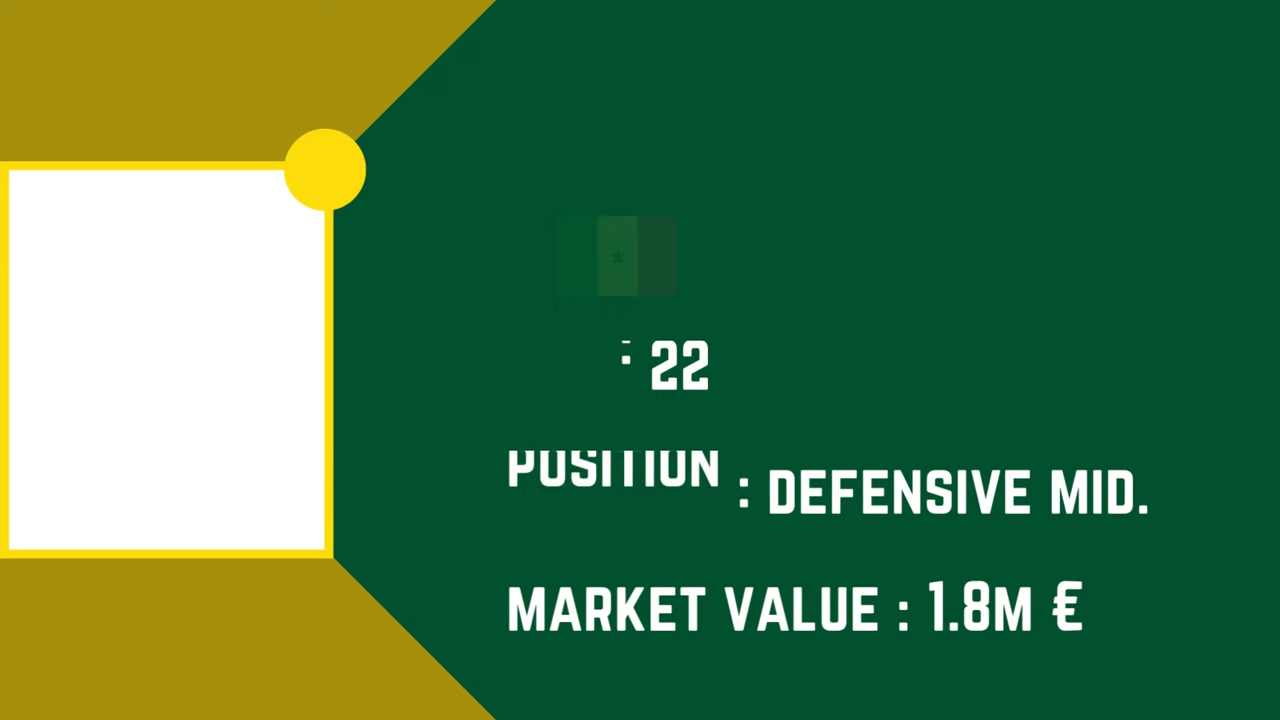 : 22
POSITION : DEFENSIVE MID.
MARKET VALUE : 1.8M €